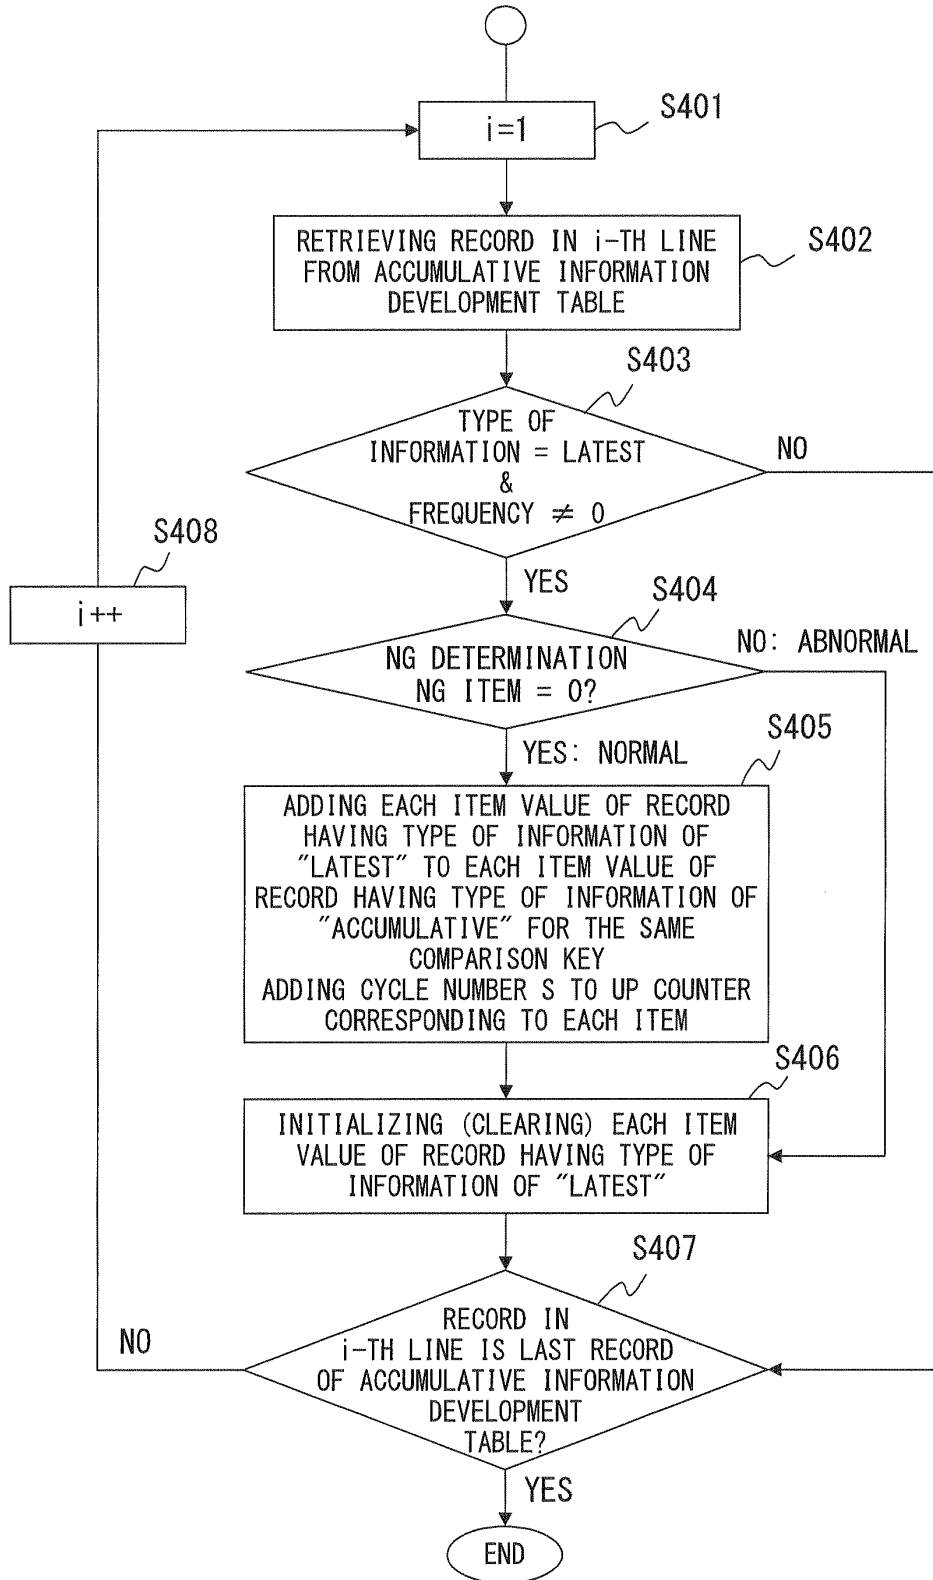 S401
i=1
S402
RETRIEVING RECORD IN i-TH LINE
FROM ACCUMULATIVE INFORMATION
DEVELOPMENT TABLE
S403
TYPE OF
INFORMATION = LATEST
&
FREQUENCY ≠ 0
NO
YES
S408
i++
S404
NG DETERMINATION
NG ITEM = 0?
NO: ABNORMAL
YES: NORMAL
S405
ADDING EACH ITEM VALUE OF RECORD
HAVING TYPE OF INFORMATION OF
"LATEST" TO EACH ITEM VALUE OF
RECORD HAVING TYPE OF INFORMATION OF
"ACCUMULATIVE" FOR THE SAME
COMPARISON KEY
ADDING CYCLE NUMBER S TO UP COUNTER
CORRESPONDING TO EACH ITEM
S406
INITIALIZING (CLEARING) EACH ITEM
VALUE OF RECORD HAVING TYPE OF
INFORMATION OF "LATEST"
S407
RECORD IN
i-TH LINE IS LAST RECORD
OF ACCUMULATIVE INFORMATION
DEVELOPMENT
TABLE?
NO
YES
END